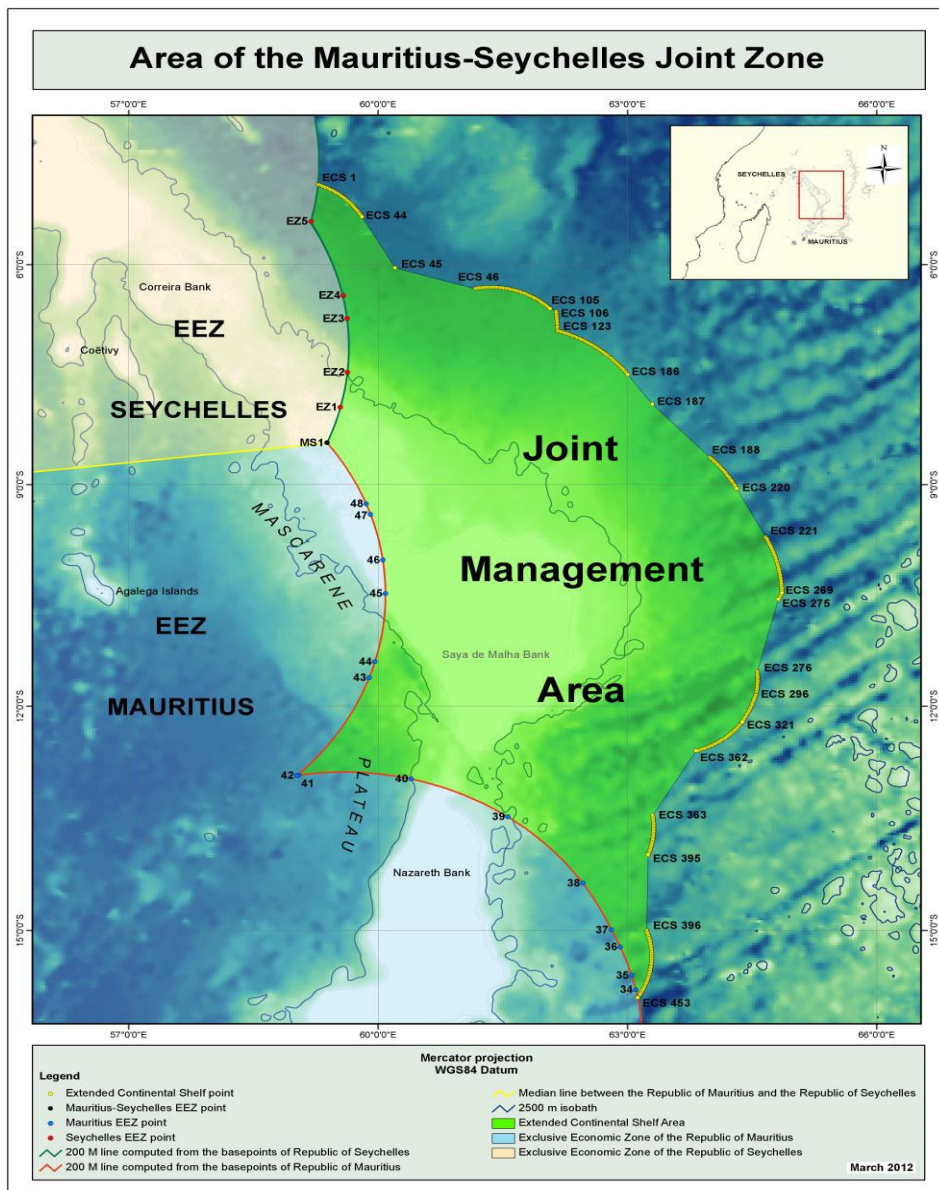 Area of the Mauritius-Seychelles Joint Zone
57°0'0"E 60°0'0"E 63°0'0"E 66°0'0"E
N
SEYCHELLES
MAURITIUS
ECS 1
ECS 44
EZ5
6°0'0"S
6°0'0"S
ECS 45
ECS 46
Correira Bank
EZ4
ECS 105
EZ3
ECS 106
EEZ
ECS 123
Coëtivy
EZ2
ECS 186
SEYCHELLES
EZ1
ECS 187
MS1
Joint
ECS 188
9°0'0"S
9°0'0"S
ECS 220
48
47
MASCARENE
ECS 221
46
Management
Agalega Islands
45
ECS 269
ECS 275
EEZ
44
Saya de Malha Bank
43
ECS 276
Area
ECS 296
MAURITIUS
12°0'0"S
12°0'0"S
ECS 321
ECS 362
42
41
40
PLATEAU
39
ECS 363
ECS 395
Nazareth Bank
38
37
ECS 396
15°0'0"S
15°0'0"S
36
35
34
ECS 453
57°0'0"E 60°0'0"E 63°0'0"E 66°0'0"E
Mercator projection
WGS84 Datum
Legend
Extended Continental Shelf point
Mauritius-Seychelles EEZ point
Mauritius EEZ point
Seychelles EEZ point
200 M line computed from the basepoints of Republic of Seychelles
200 M line computed from the basepoints of Republic of Mauritius
Median line between the Republic of Mauritius and the Republic of Seychelles
2500 m isobath
Extended Continental Shelf Area
Exclusive Economic Zone of the Republic of Mauritius
Exclusive Economic Zone of the Republic of Seychelles
March 2012